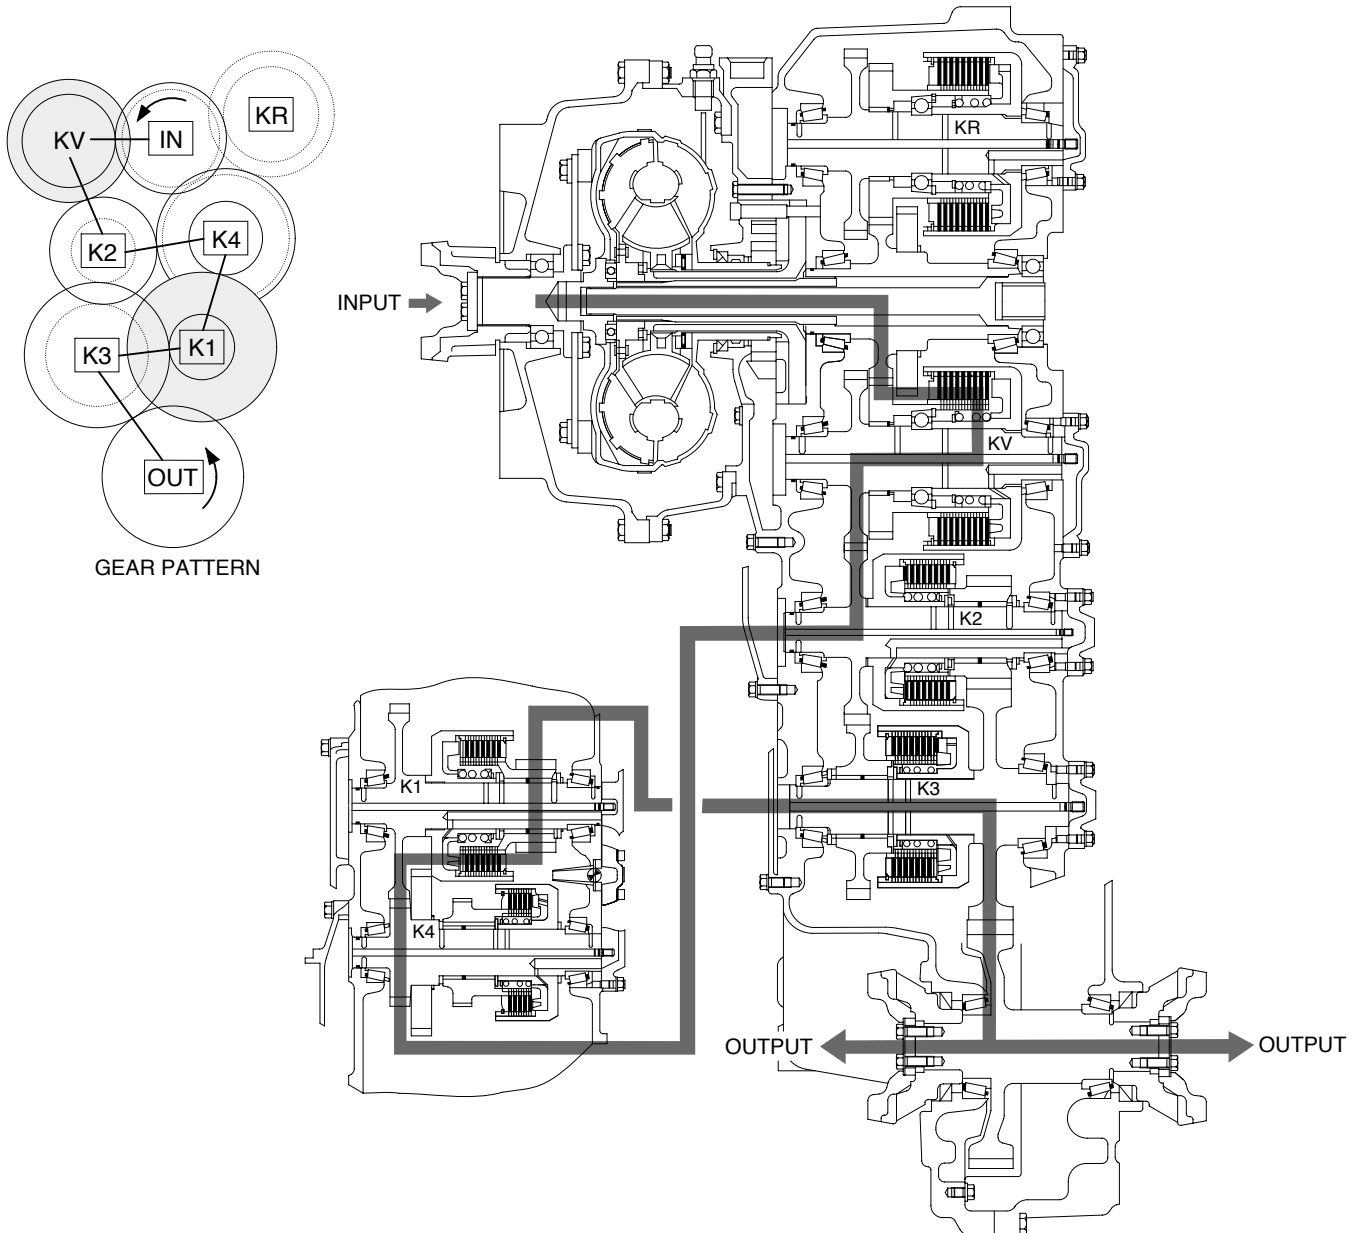 KV
IN
KR
K2
K4
K3
K1
OUT
GEAR PATTERN
INPUT
KR
KV
K2
K3
K1
K4
OUTPUT
OUTPUT